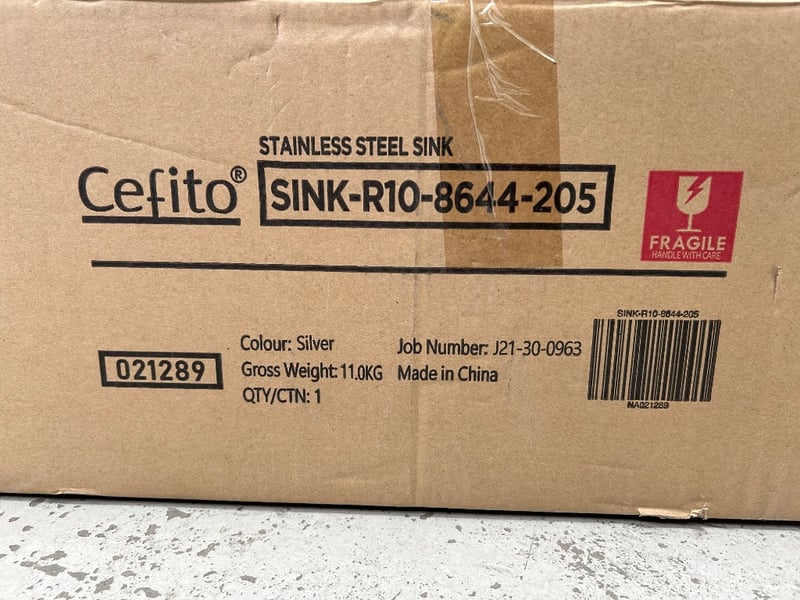 STAINLESS STEEL SINK
Cefito®
SINK-R10-8644-205
FRAGILE
HANDLE WITH CARE
021289
Colour: Silver
Gross Weight: 11.0KG
QTY/CTN: 1
Job Number: J21-30-0963
Made in China
SINK-R10-8644-205
MA021289